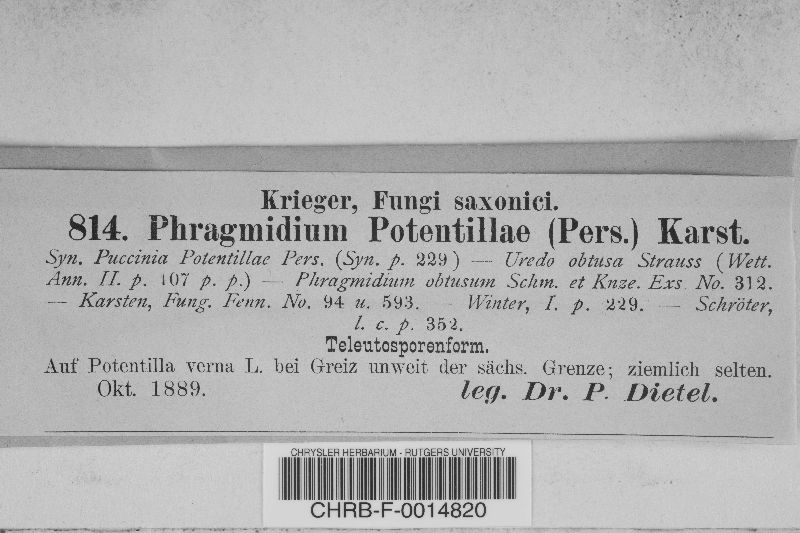 Krieger, Fungi saxonici.
814. Phragmidium Potentillae (Pers.) Karst.
Syn. Puccinia Potentillae Pers. (Syn. p. 229) — Uredo obtusa Strauss (Wett.
Ann. II. p. 107 p. p.) — Phragmidium obtusum Schm. et Knze. Exs. No. 312.
— Karsten, Fung. Fenn. No. 94 u. 593. — Winter, I. p. 229. — Schröter,
l. c. p. 352.
Teleutosporenform.
Auf Potentilla verna L. bei Greiz unweit der sächs. Grenze; ziemlich selten.
Okt. 1889. leg. Dr. P. Dietel.
CHRYSLER HERBARIUM - RUTGERS UNIVERSITY
CHRB-F-0014820